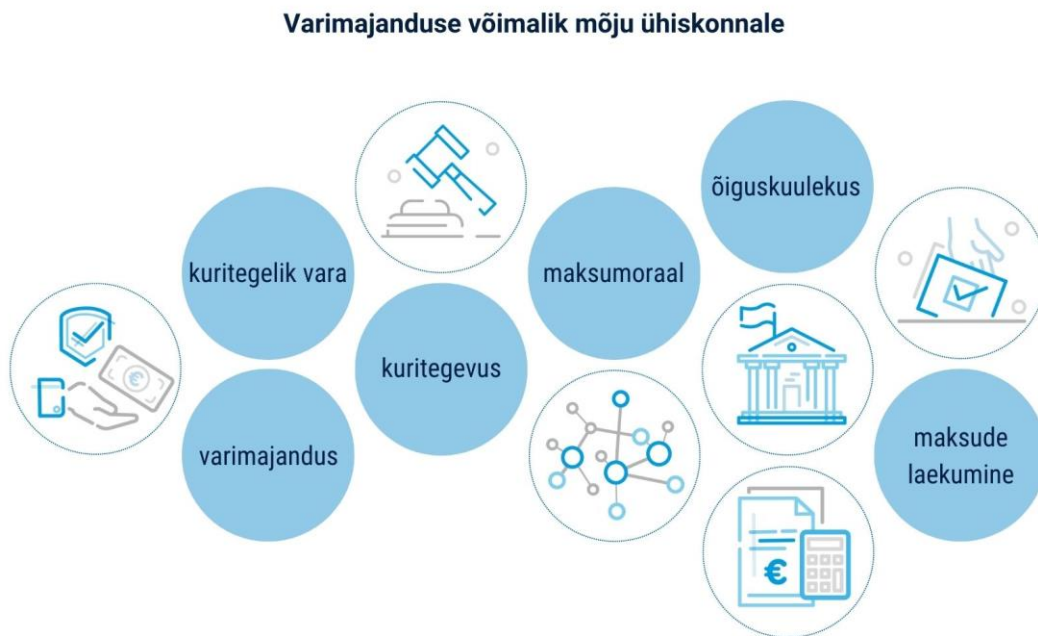 Varimajanduse võimalik mõju ühiskonnale
õiguskuulekus
kuritegelik vara
maksumoraal
kuritegevus
varimajandus
maksude
laekumine
€
€